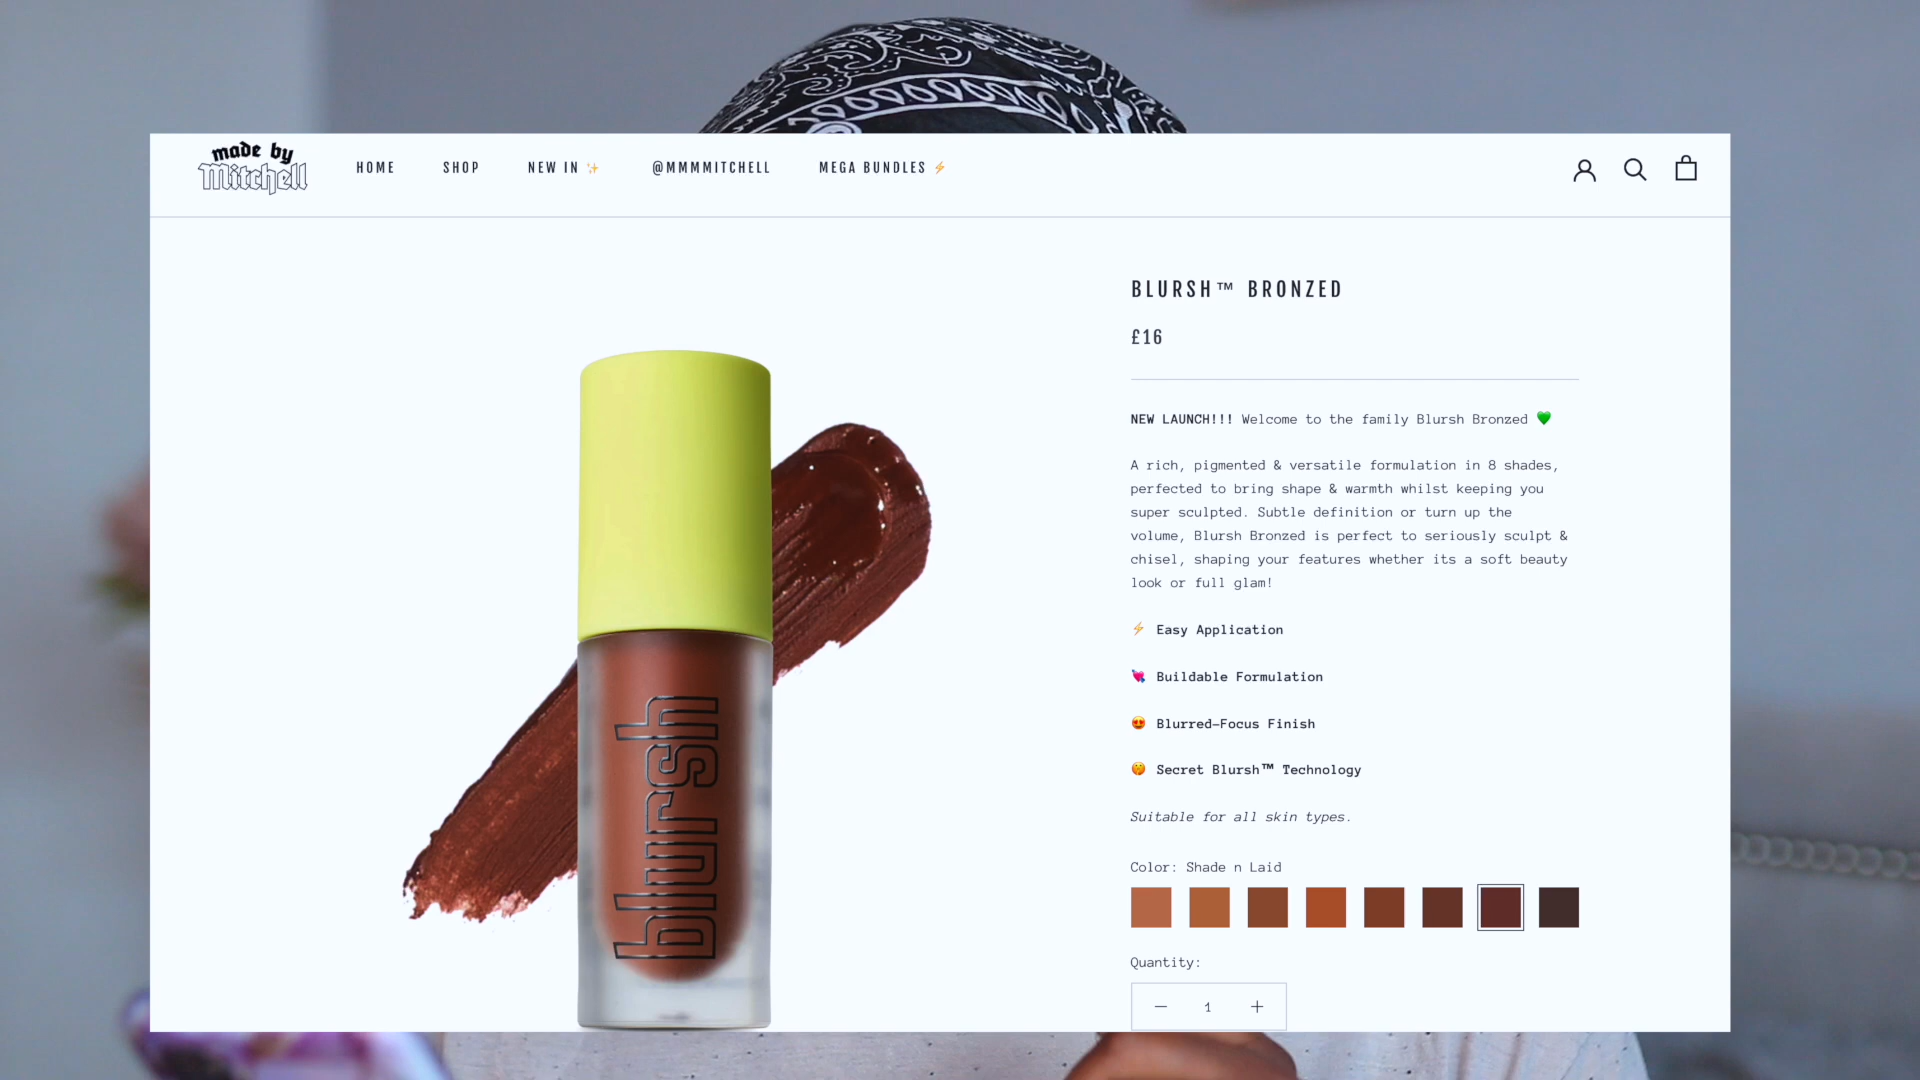 made by
Mitchell
HOME SHOP NEW IN ✨ @MMMMITCHELL MEGA BUNDLES ⚡
BLURSH™ BRONZED
£16
NEW LAUNCH!!! Welcome to the family Blursh Bronzed 💚
A rich, pigmented & versatile formulation in 8 shades,
perfected to bring shape & warmth whilst keeping you
super sculpted. Subtle definition or turn up the
volume, Blursh Bronzed is perfect to seriously sculpt &
chisel, shaping your features whether its a soft beauty
look or full glam!
⚡ Easy Application
💘 Buildable Formulation
😍 Blurred-Focus Finish
🤫 Secret Blursh™ Technology
Suitable for all skin types.
Color: Shade n Laid
Quantity:
— 1 +
blursh